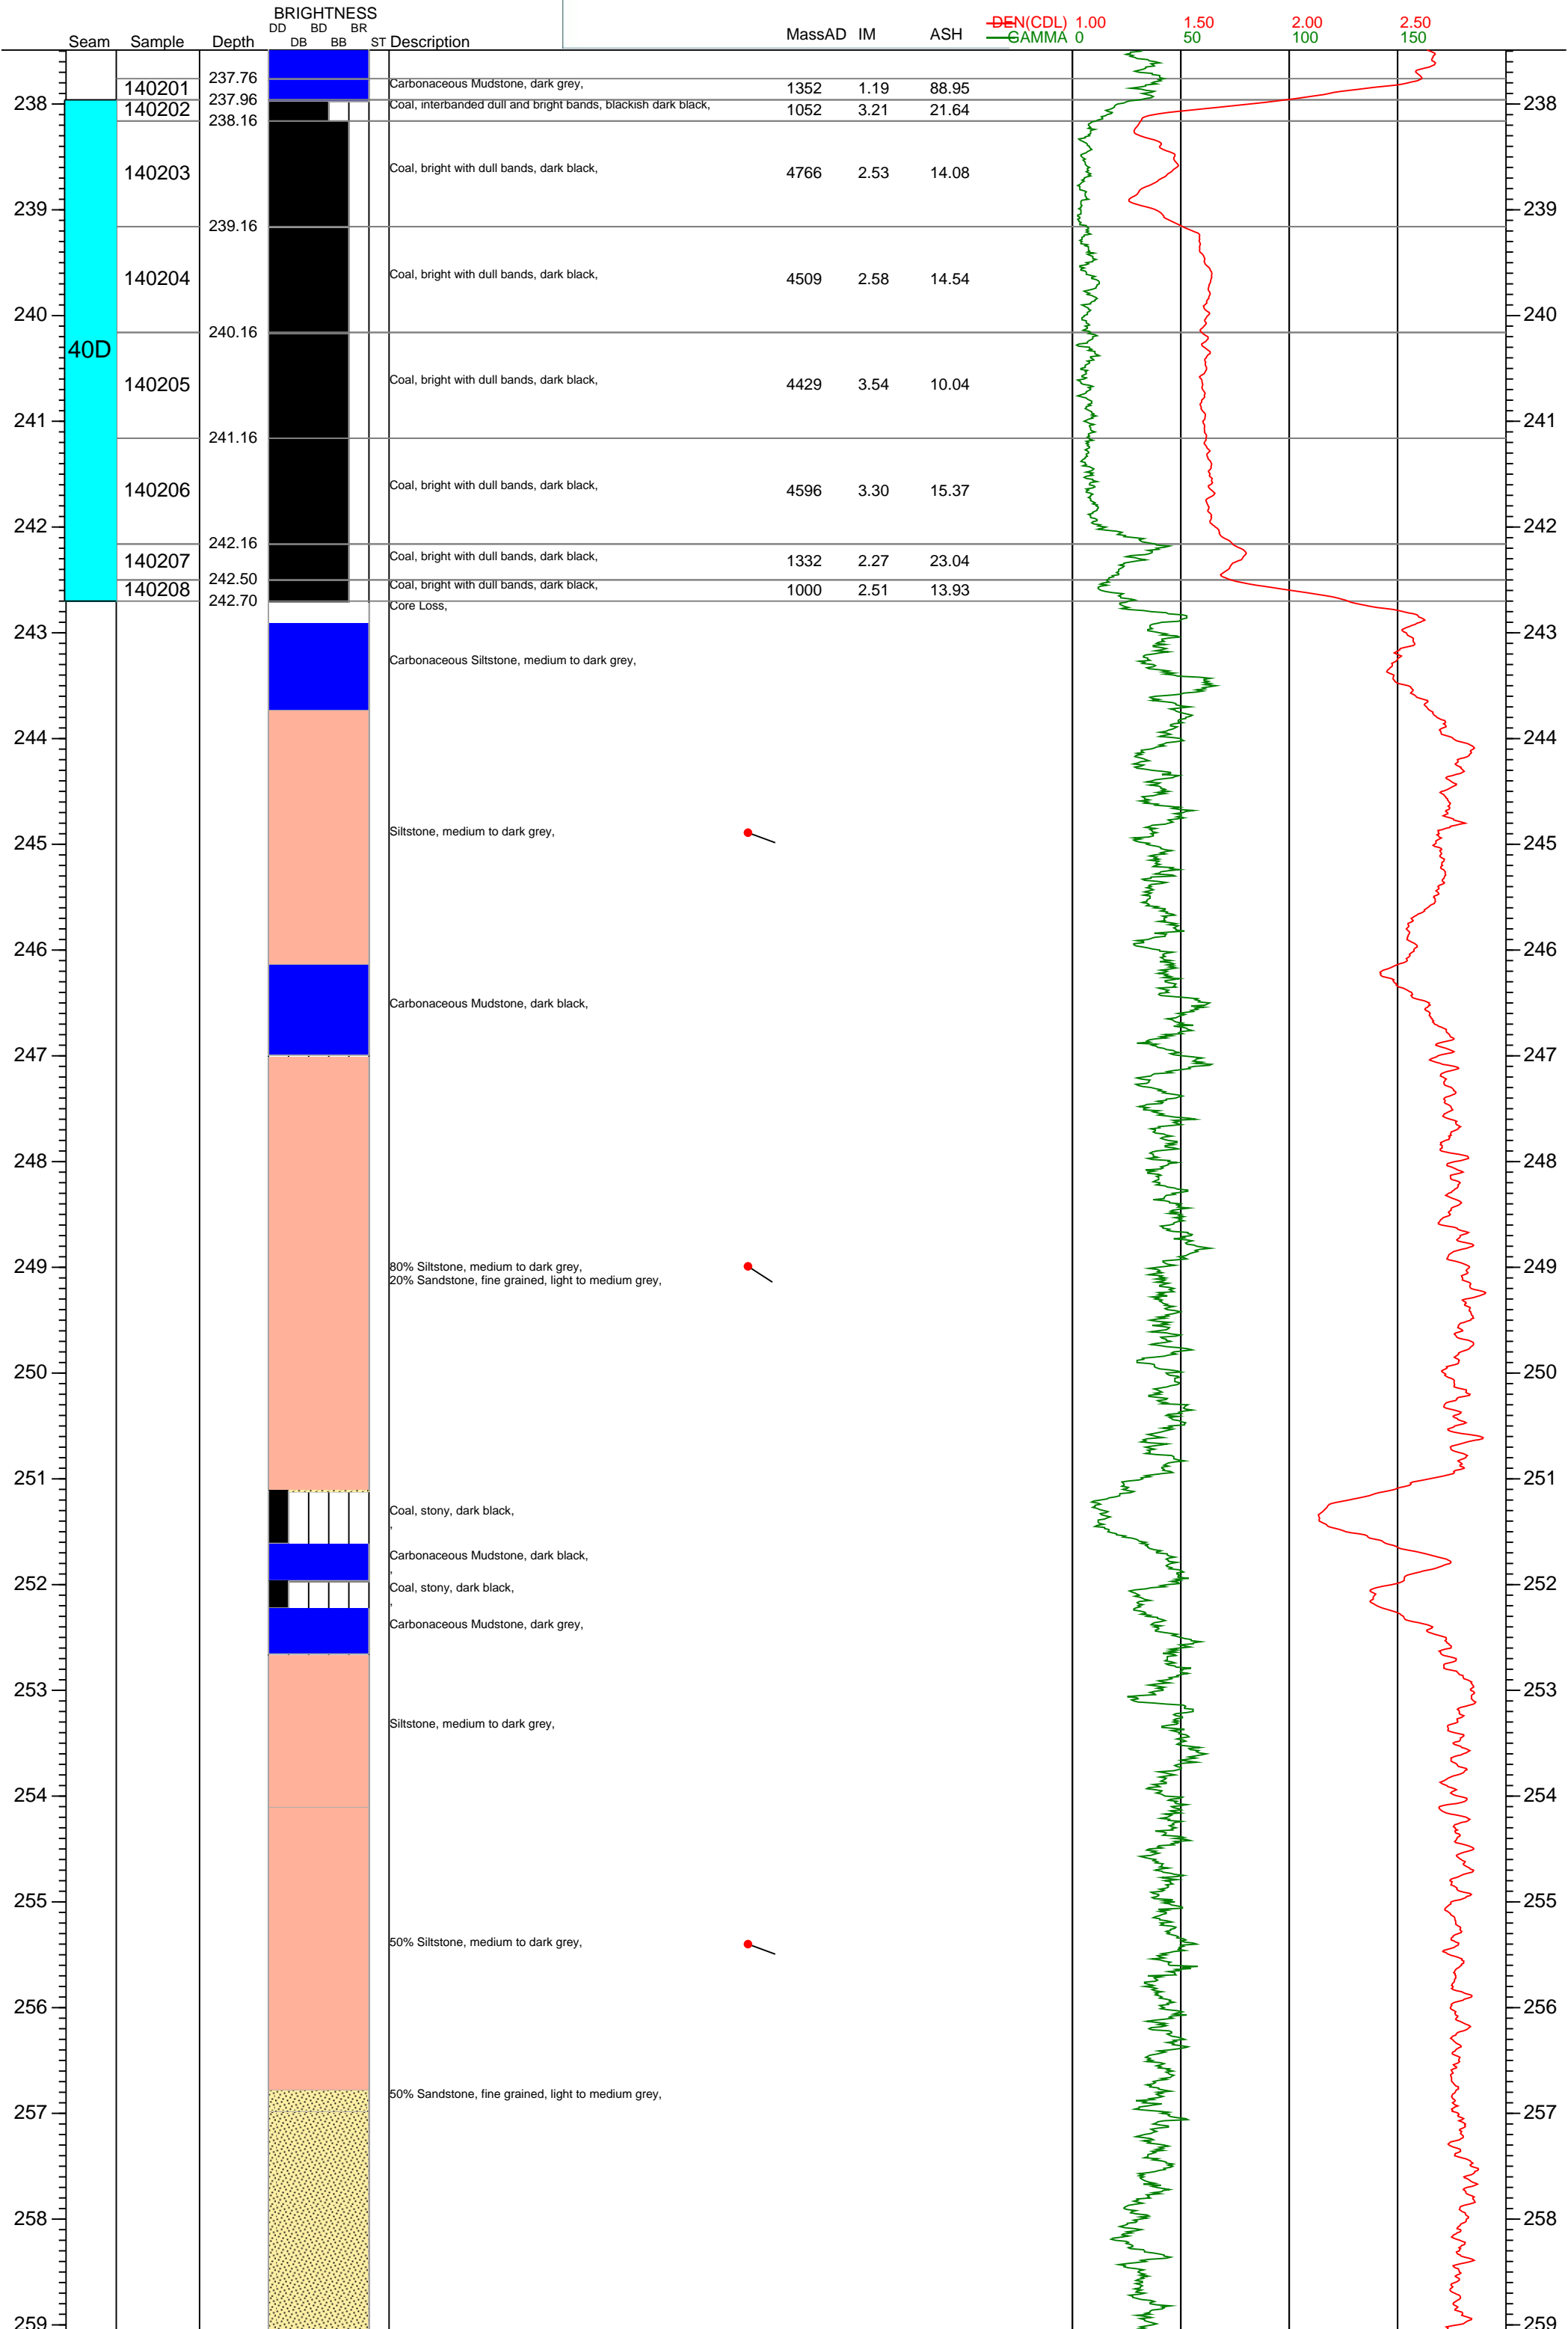 BRIGHTNESS
DD BD BR
DB BB ST
Seam Sample Depth Description MassAD IM ASH
DEN(CDL) 1.00 1.50 2.00 2.50
GAMMA 0 50 100 150
237.76
140201 Carbonaceous Mudstone, dark grey, 1352 1.19 88.95
237.96
238 140202 Coal, interbanded dull and bright bands, blackish dark black, 1052 3.21 21.64 238
238.16
140203 Coal, bright with dull bands, dark black, 4766 2.53 14.08
239 239
239.16
140204 Coal, bright with dull bands, dark black, 4509 2.58 14.54
240 240
240.16
40D
140205 Coal, bright with dull bands, dark black, 4429 3.54 10.04
241 241
241.16
140206 Coal, bright with dull bands, dark black, 4596 3.30 15.37
242 242
242.16
140207 Coal, bright with dull bands, dark black, 1332 2.27 23.04
242.50
140208 Coal, bright with dull bands, dark black, 1000 2.51 13.93
242.70
Core Loss,
243 243
Carbonaceous Siltstone, medium to dark grey,
244 244
Siltstone, medium to dark grey,
245 245
246 246
Carbonaceous Mudstone, dark black,
247 247
248 248
249 80% Siltstone, medium to dark grey, 249
20% Sandstone, fine grained, light to medium grey,
250 250
251 251
Coal, stony, dark black,
,
Carbonaceous Mudstone, dark black,
,
252 Coal, stony, dark black, 252
,
Carbonaceous Mudstone, dark grey,
253 253
Siltstone, medium to dark grey,
254 254
255 255
50% Siltstone, medium to dark grey,
256 256
50% Sandstone, fine grained, light to medium grey,
257 257
258 258
259 259